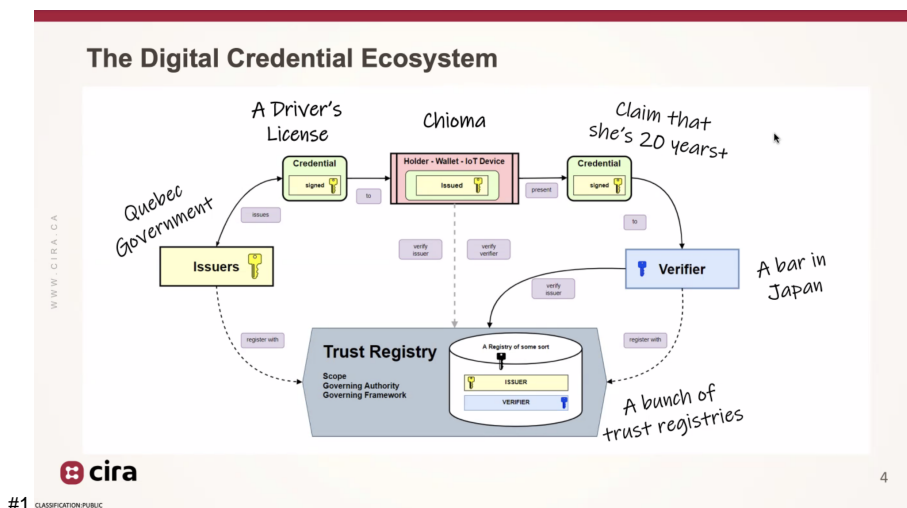 The Digital Credential Ecosystem
A Driver's
License
Chioma
Claim that
she's 20 years+
Credential
signed
to
Holder - Wallet - IoT Device
Issued
present
Credential
signed
Quebec
Government
issues
to
Issuers
verify
issuer
verify
verifier
Verifier
A bar in
Japan
verify
issuer
register with
register with
Trust Registry
Scope
Governing Authority
Governing Framework
A Registry of some sort
ISSUER
VERIFIER
A bunch of
trust registries
WWW.CIRA.CA
cira
4
#1 CLASSIFICATION:PUBLIC